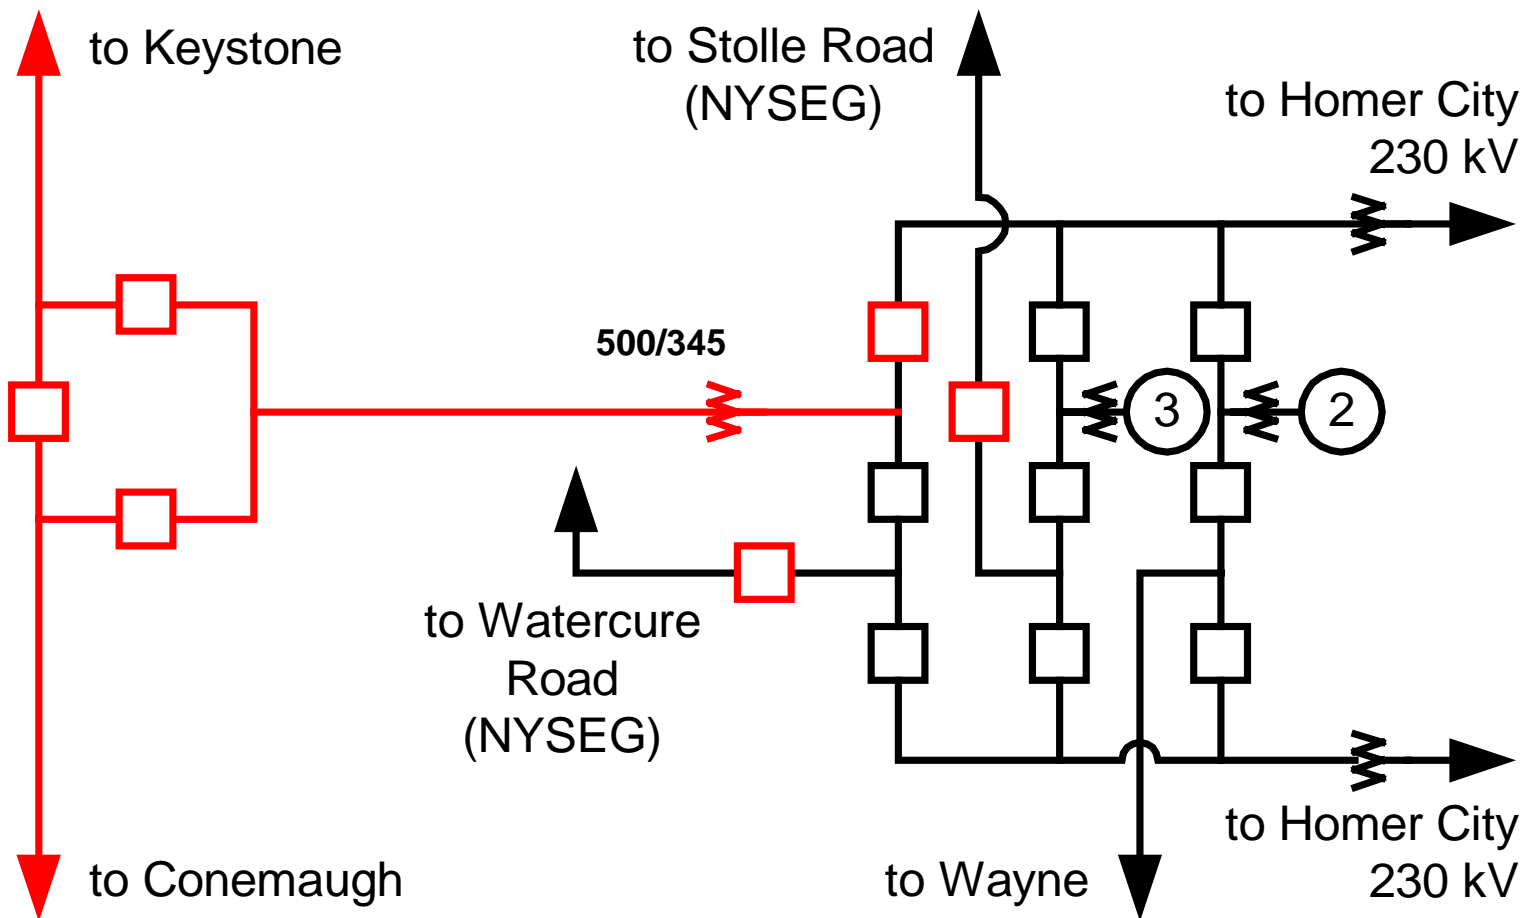 to Keystone
to Stolle Road
(NYSEG)
to Homer City
230 kV
500/345
3
2
to Watercure
Road
(NYSEG)
to Homer City
230 kV
to Conemaugh
to Wayne